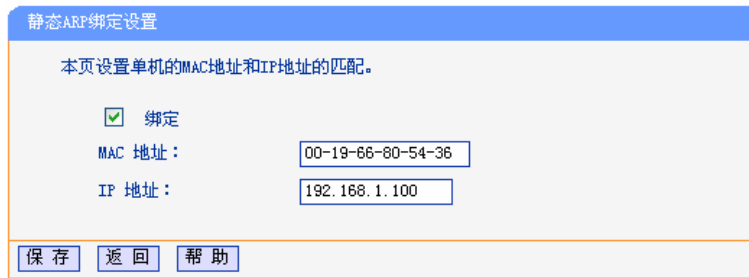 静态ARP绑定设置
本页设置单机的MAC地址和IP地址的匹配。
绑定
MAC 地址： 00-19-66-80-54-36
IP 地址： 192.168.1.100
保 存 返 回 帮 助